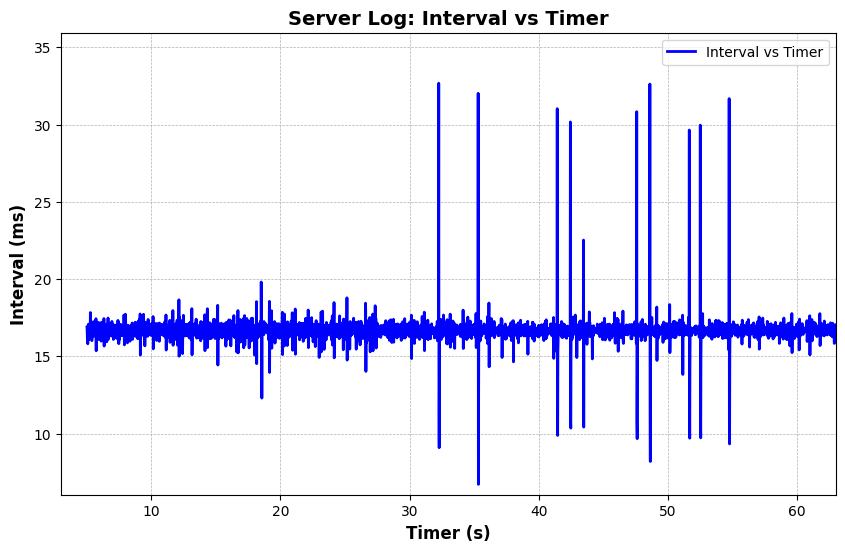 Server Log: Interval vs Timer
Interval vs Timer
35
30
25
20
15
10
Interval (ms)
10 20 30 40 50 60
Timer (s)